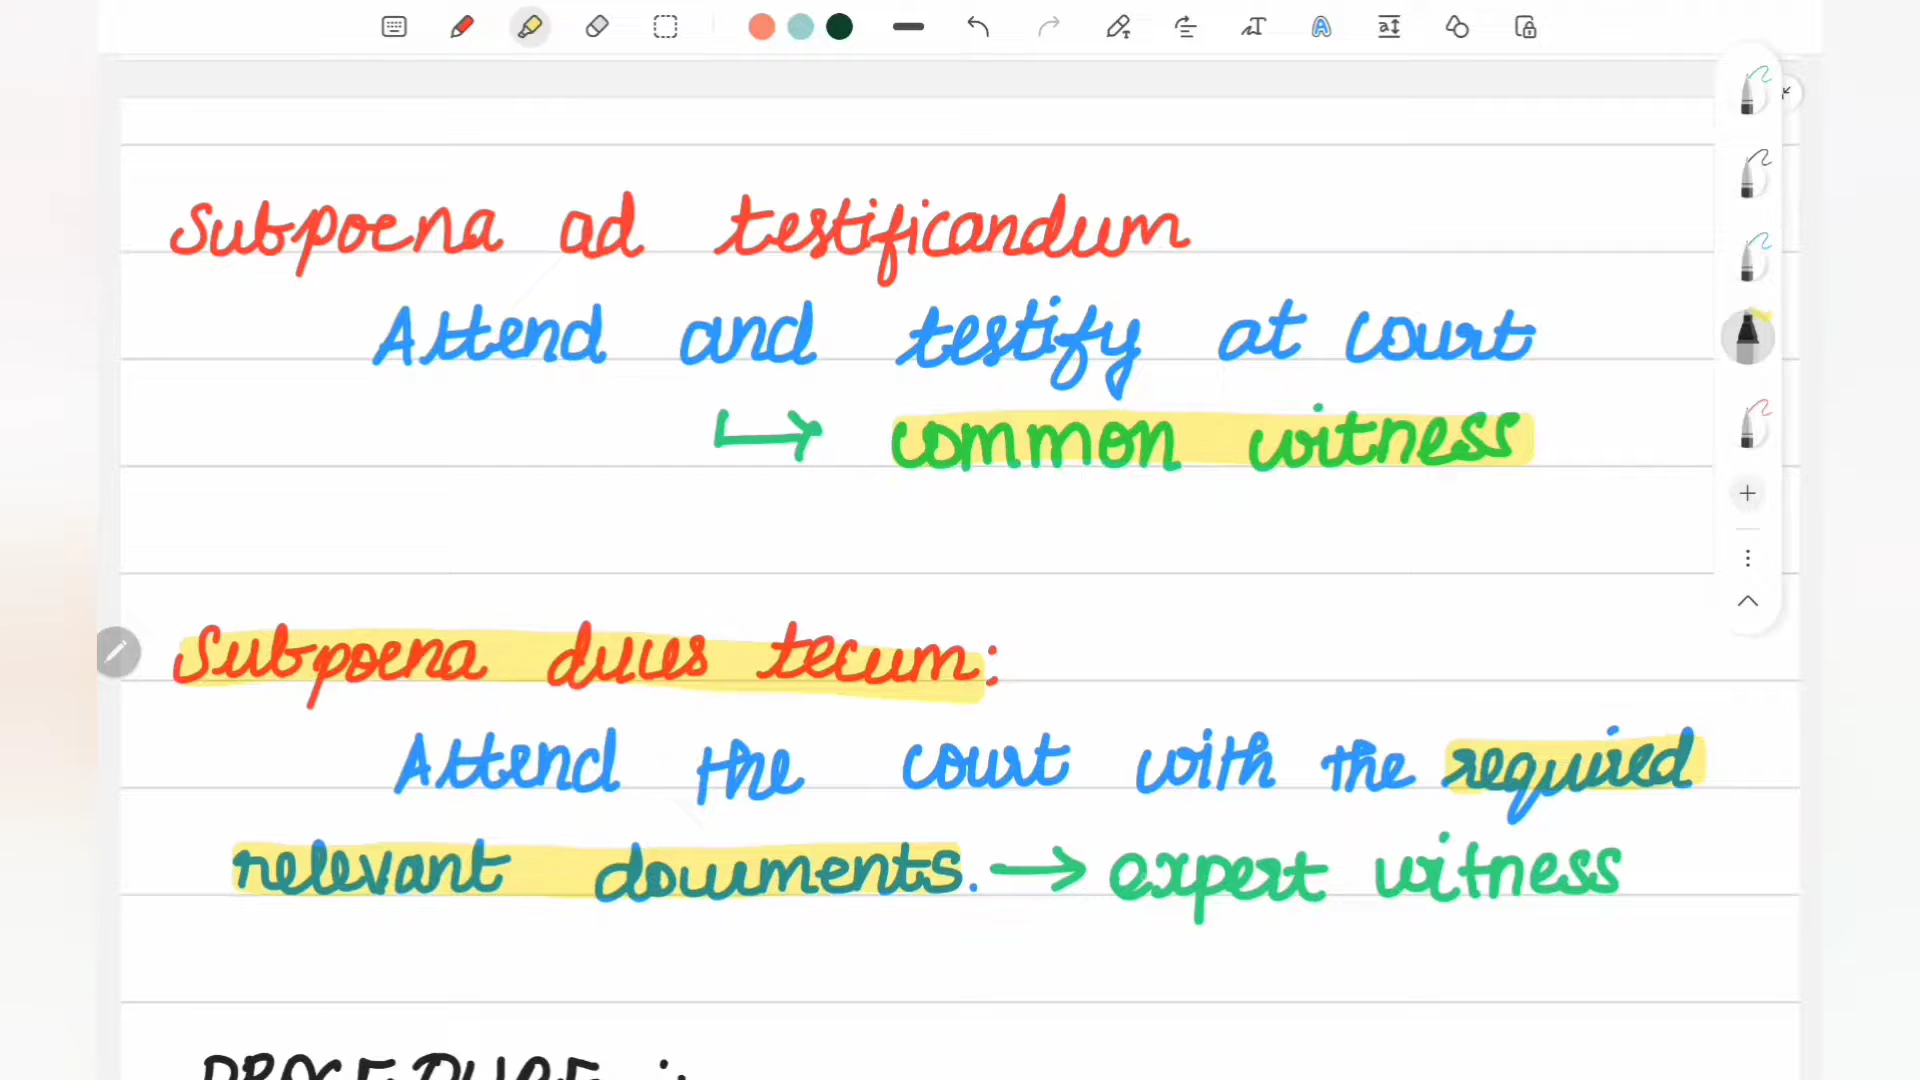 Subpoena ad testificandum
Attend and testify at court
↦ common witness
Subpoena duces tecum:
Attend the court with the required
relevant documents. → expert witness
PROCEDURE :